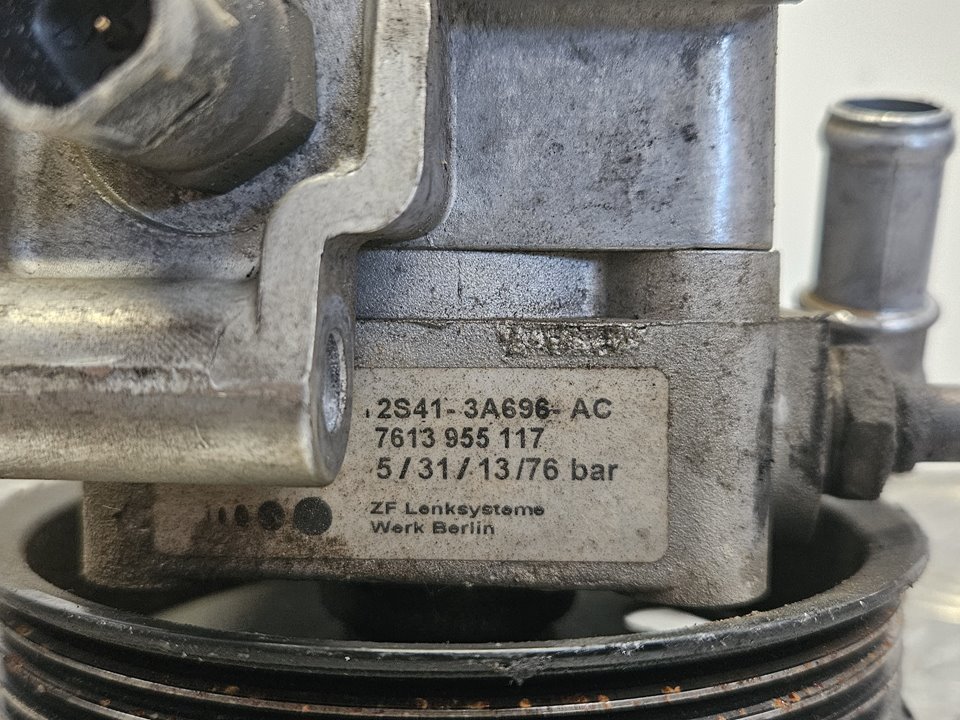 2S41-3A696-AC
7613 955 117
5/31/13/76 bar
ZF Lenksysteme
Werk Berlin